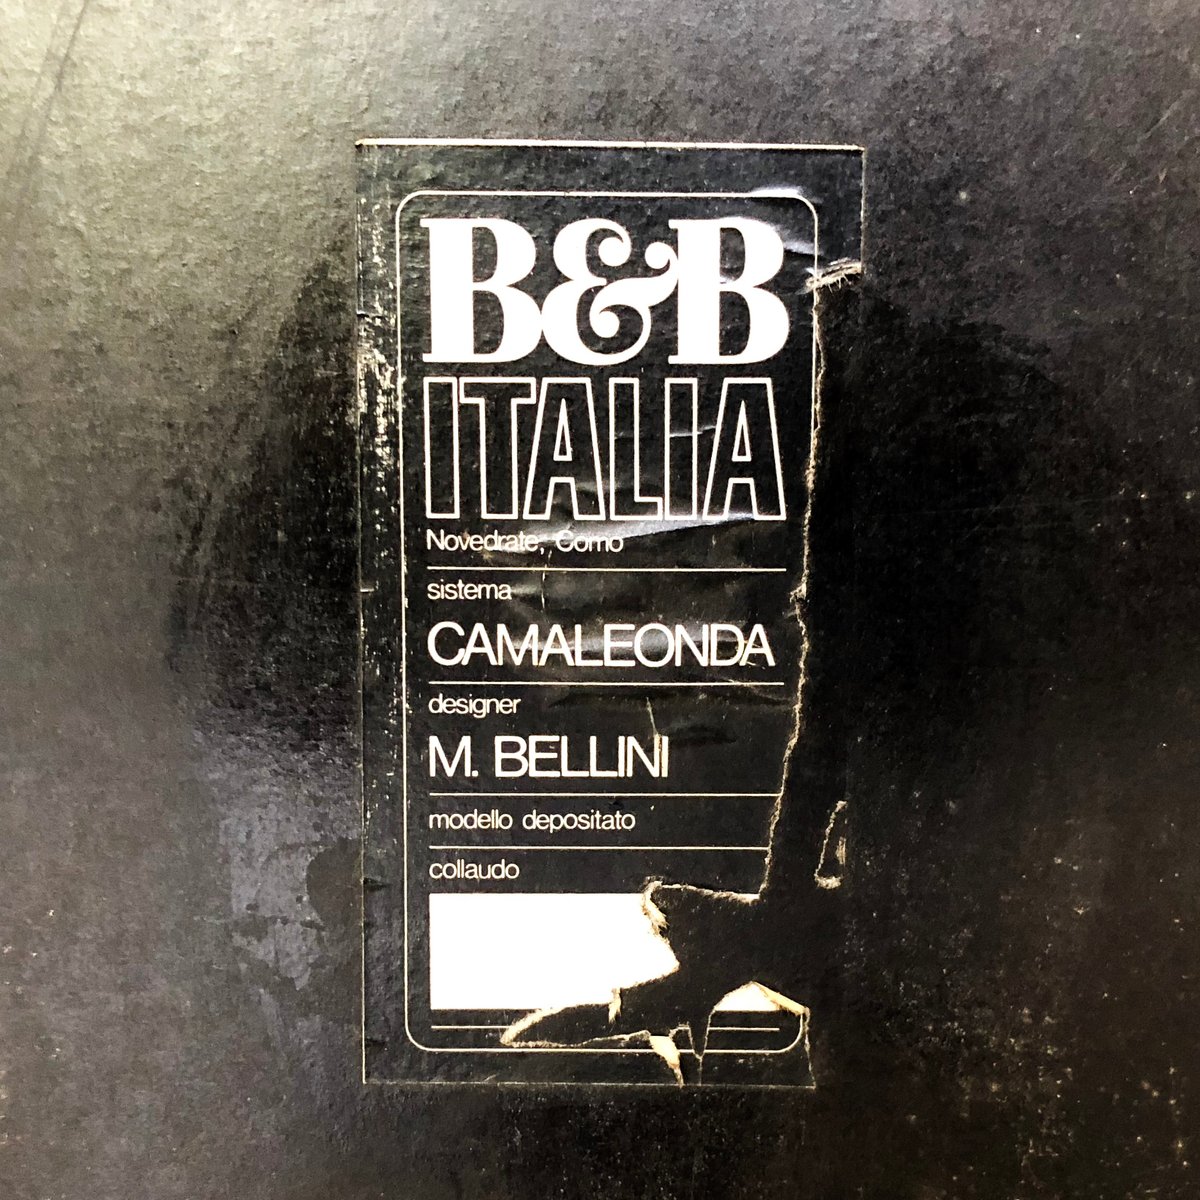 B&B
ITALIA
Novedrate, Como
sistema
CAMALEONDA
designer
M. BELLINI
modello depositato
collaudo